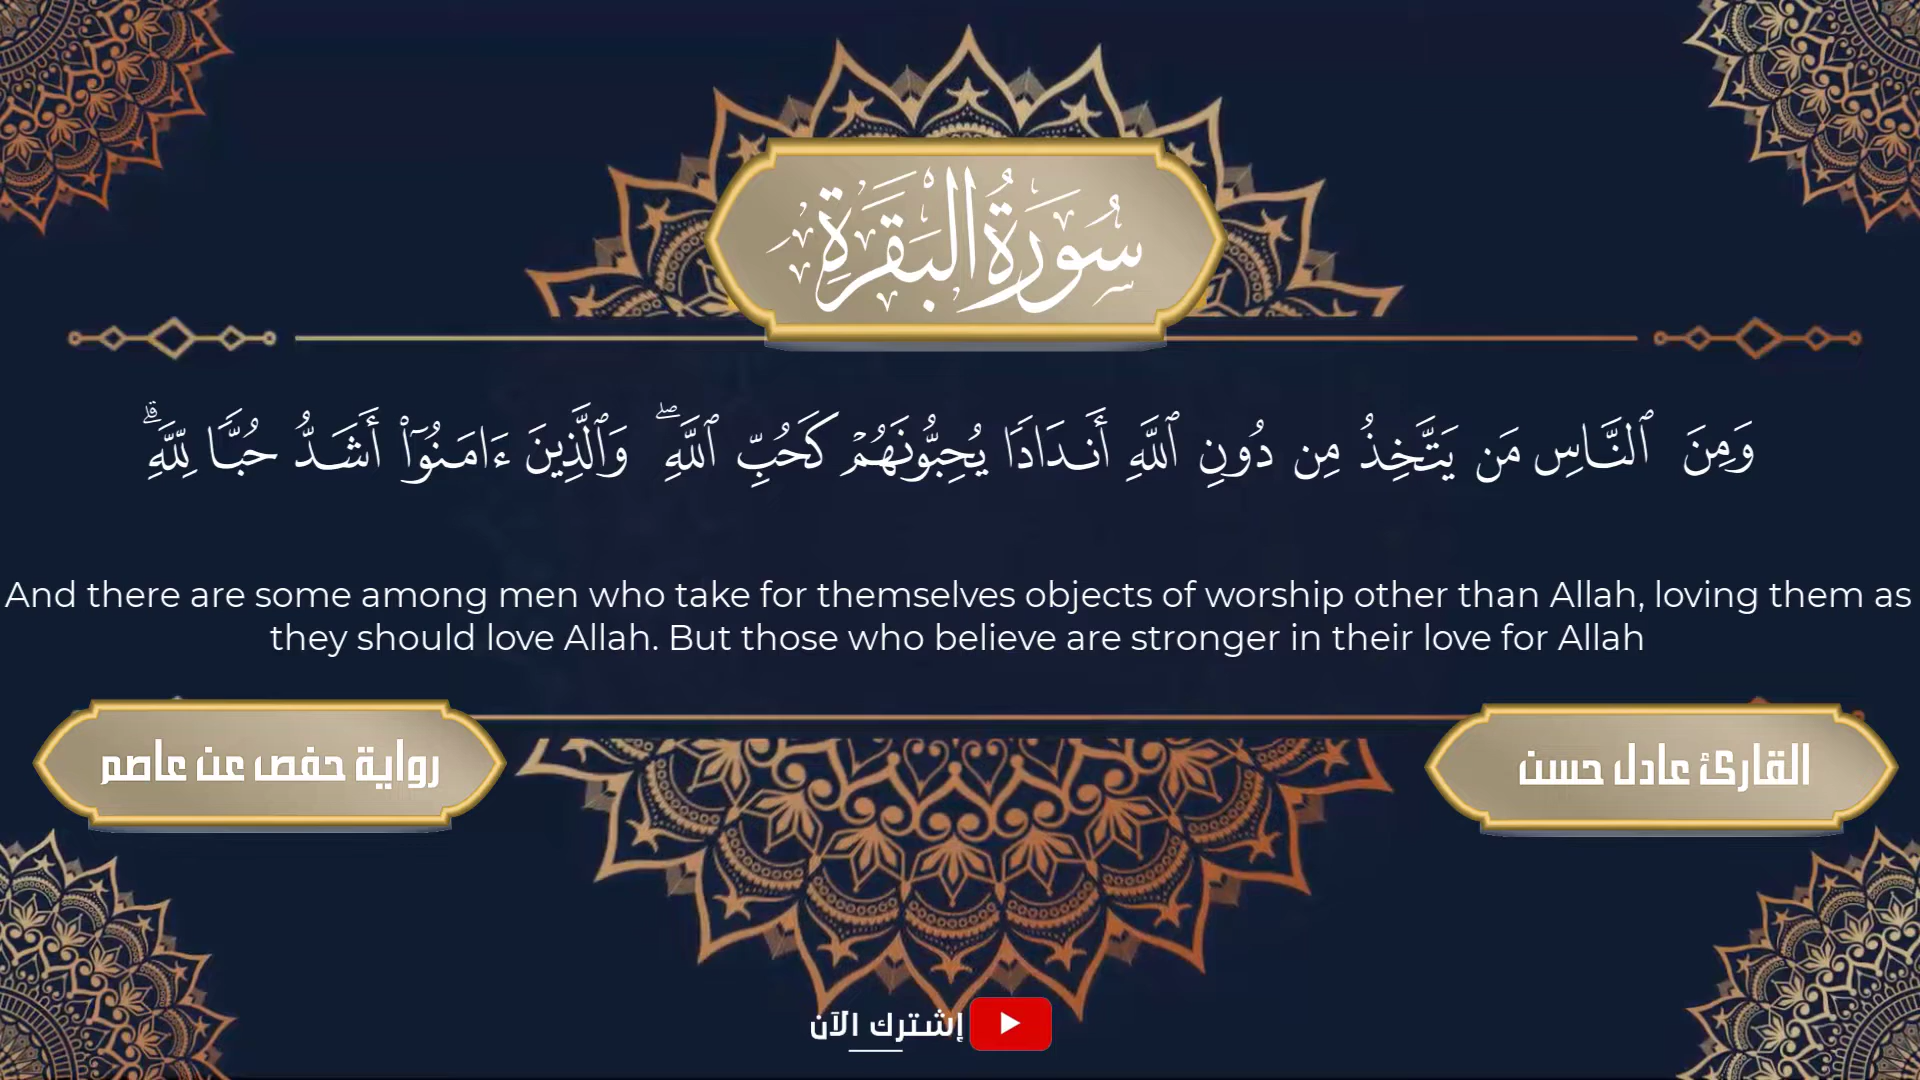 سُورَةُ البَقَرَةِ
وَمِنَ ٱلنَّاسِ مَن يَتَّخِذُ مِن دُونِ ٱللَّهِ أَندَادٗا يُحِبُّونَهُمۡ كَحُبِّ ٱللَّهِۖ وَٱلَّذِينَ ءَامَنُوٓاْ أَشَدُّ حُبّٗا لِّلَّهِۗ
And there are some among men who take for themselves objects of worship other than Allah, loving them as
they should love Allah. But those who believe are stronger in their love for Allah
القارئ عادل حسن
رواية حفص عن عاصم
إشترك الآن